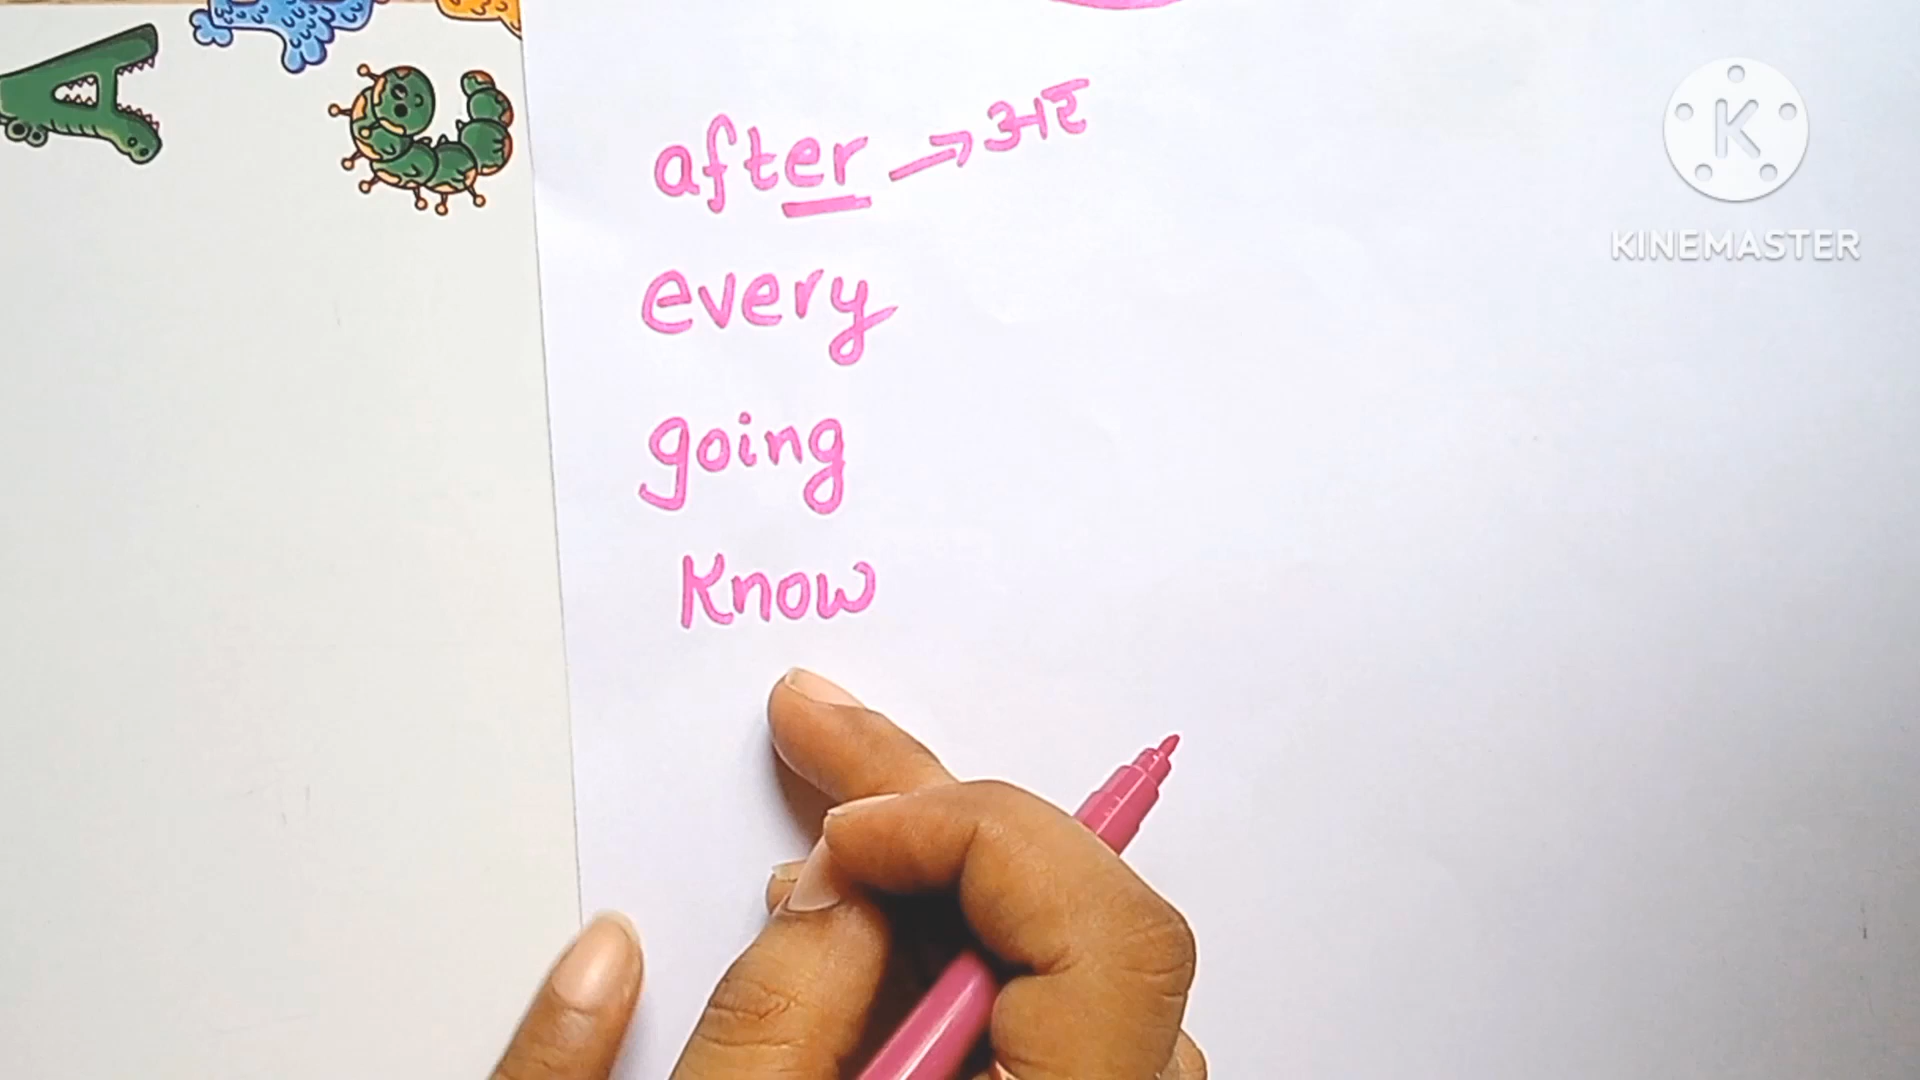 after → अर
every
going
Know
K
KINEMASTER